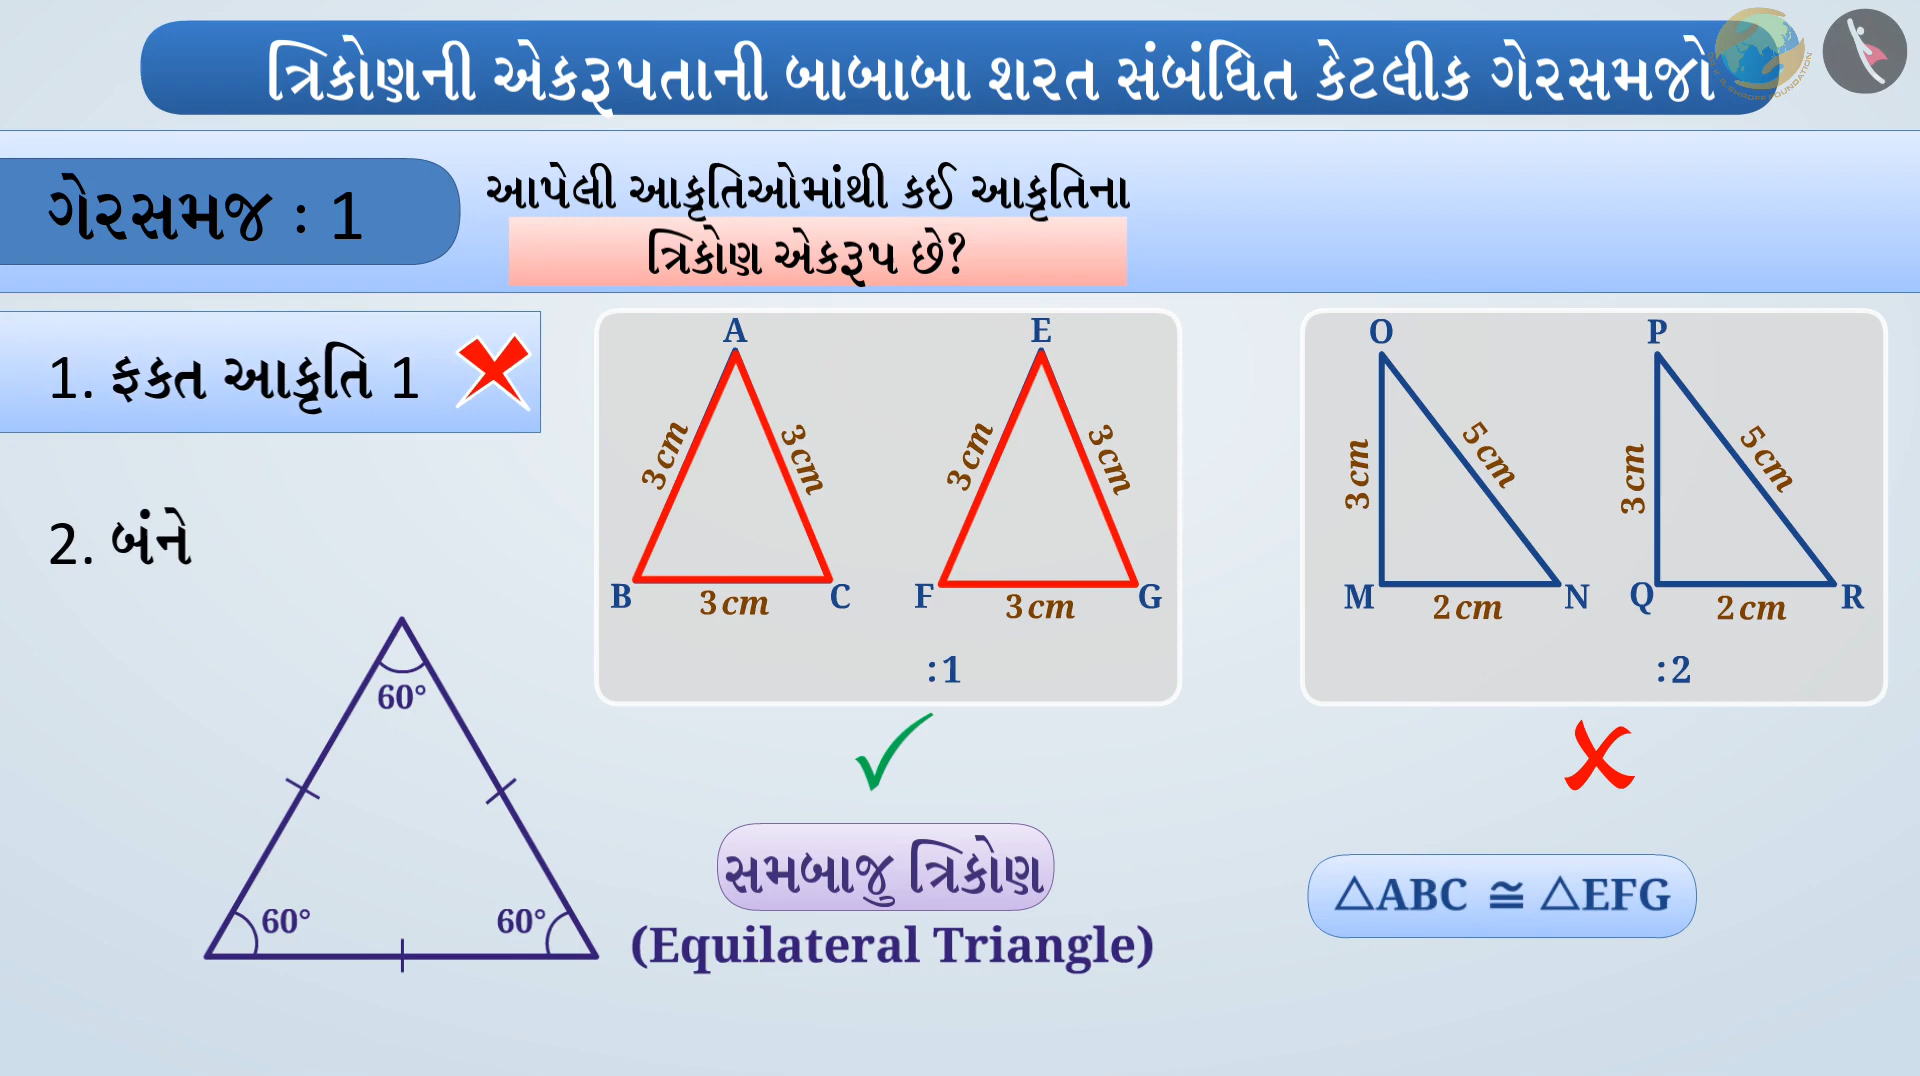 ત્રિકોણની એકરૂપતાની બાબાબા શરત સંબંધિત કેટલીક ગેરસમજો
ગેરસમજ : 1
આપેલી આકૃતિઓમાંથી કઈ આકૃતિના
ત્રિકોણ એકરૂપ છે?
1. ફક્ત આકૃતિ 1
2. બંને
A
E
3 cm
3 cm
3 cm
3 cm
B
3 cm
C
F
3 cm
G
: 1
O
P
3 cm
5 cm
3 cm
5 cm
M
2 cm
N
Q
2 cm
R
: 2
60°
60°
60°
સમબાજુ ત્રિકોણ
(Equilateral Triangle)
△ABC ≅ △EFG